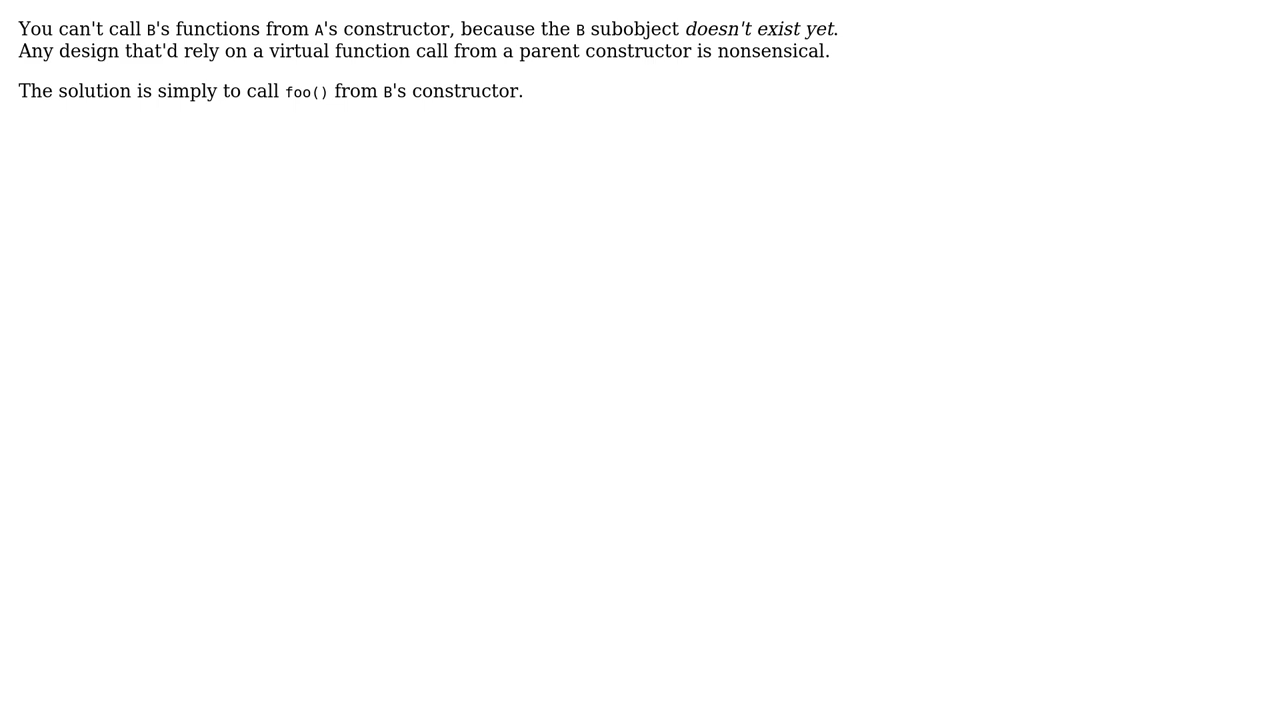 You can't call B's functions from A's constructor, because the B subobject doesn't exist yet.
Any design that'd rely on a virtual function call from a parent constructor is nonsensical.
The solution is simply to call foo() from B's constructor.